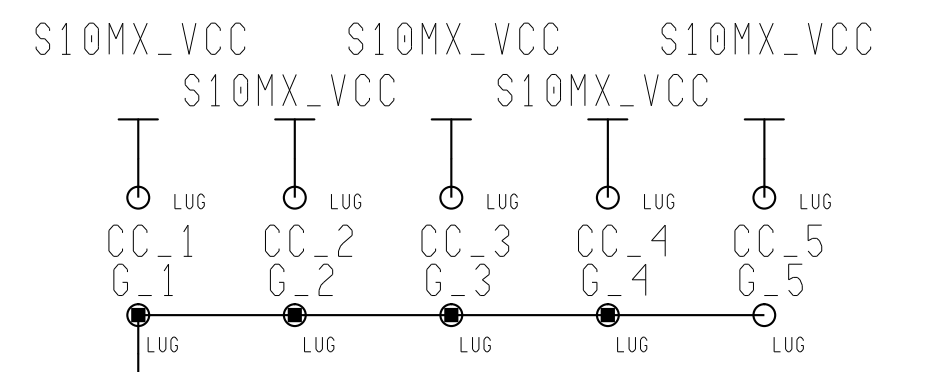 S10MX_VCC S10MX_VCC S10MX_VCC
S10MX_VCC S10MX_VCC
LUG LUG LUG LUG LUG
CC_1 CC_2 CC_3 CC_4 CC_5
G_1 G_2 G_3 G_4 G_5
LUG LUG LUG LUG LUG